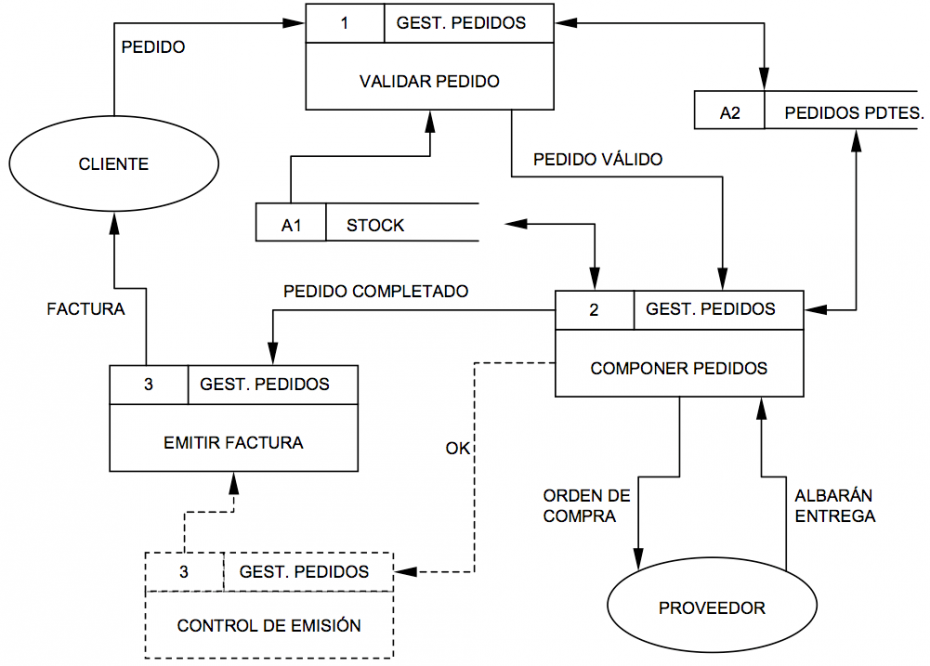 1 GEST. PEDIDOS
PEDIDO
VALIDAR PEDIDO
A2 PEDIDOS PDTES.
CLIENTE
PEDIDO VÁLIDO
A1 STOCK
PEDIDO COMPLETADO
FACTURA
2 GEST. PEDIDOS
COMPONER PEDIDOS
3 GEST. PEDIDOS
EMITIR FACTURA
OK
ORDEN DE
COMPRA
ALBARÁN
ENTREGA
3 GEST. PEDIDOS
CONTROL DE EMISIÓN
PROVEEDOR